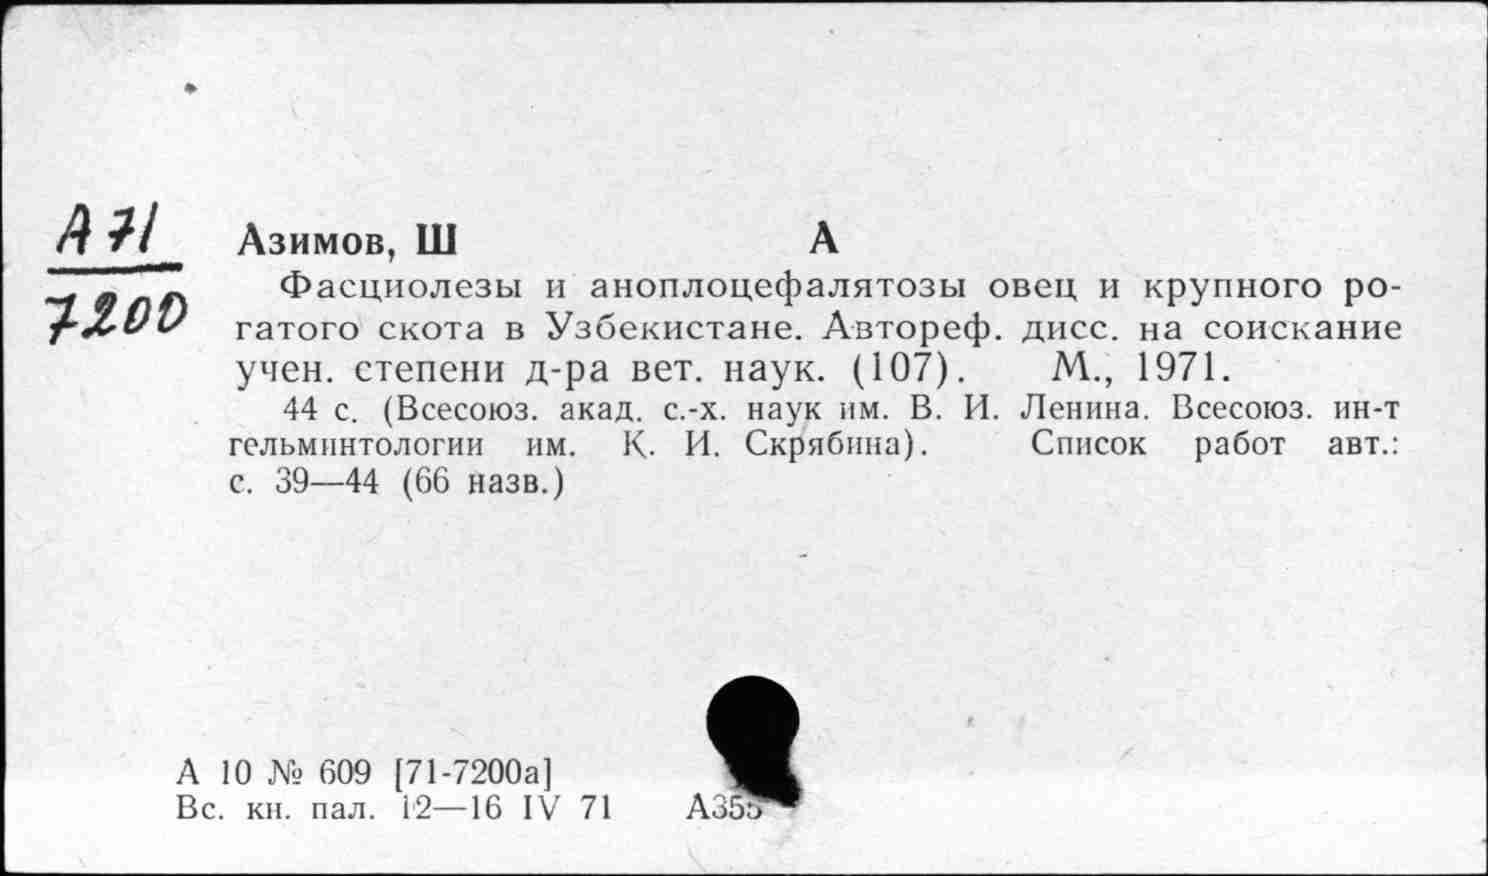 А 71
7200
Азимов, Ш А
Фасциолезы и аноплоцефалятозы овец и крупного ро-
гатого скота в Узбекистане. Автореф. дисс. на соискание
учен. степени д-ра вет. наук. (107). М., 1971.
44 с. (Всесоюз. акад. с.-х. наук им. В. И. Ленина. Всесоюз. ин-т
гельминтологии им. К. И. Скрябина). Список работ авт.:
с. 39—44 (66 назв.)
А 10 № 609 [71-7200а]
Вс. кн. пал. 12—16 IV 71